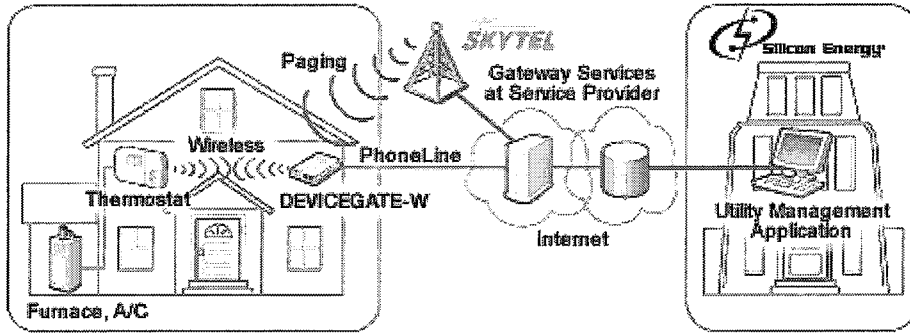 SKYTEL
Silicon Energy
Paging
Gateway Services
at Service Provider
Wireless
PhoneLine
Thermostat
DEVICEGATE-W
Internet
Utility Management
Application
Furnace, A/C